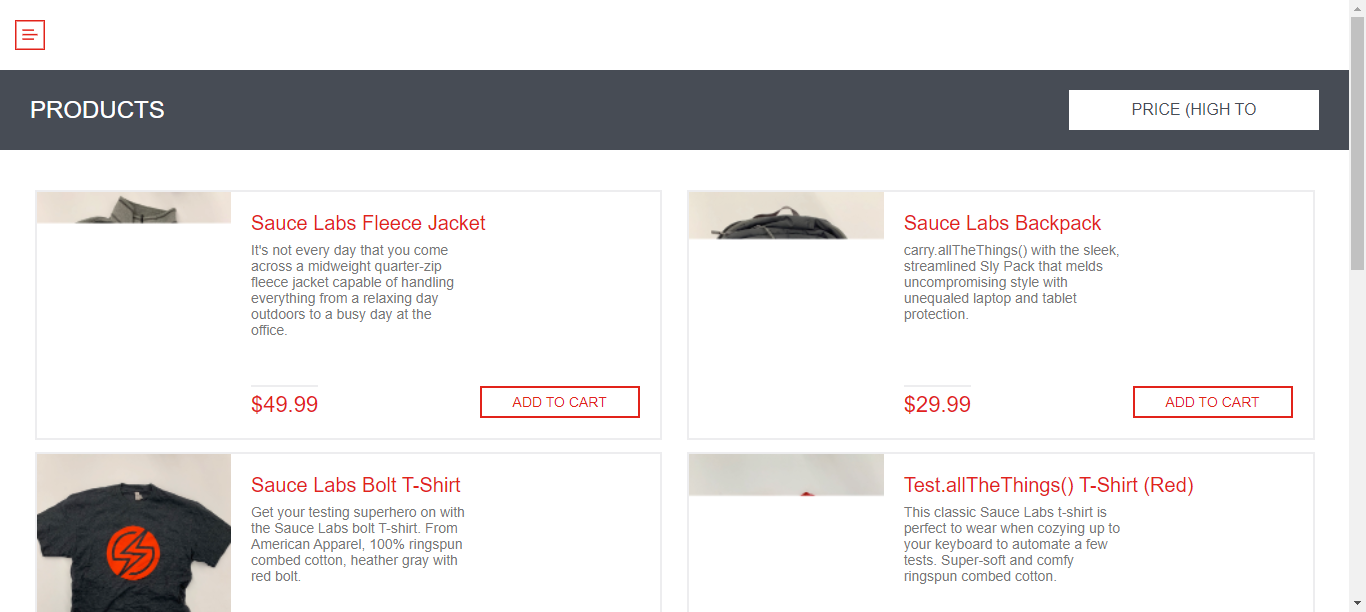 PRODUCTS
PRICE (HIGH TO
Sauce Labs Fleece Jacket
It's not every day that you come
across a midweight quarter-zip
fleece jacket capable of handling
everything from a relaxing day
outdoors to a busy day at the
office.
$49.99
ADD TO CART
Sauce Labs Backpack
carry.allTheThings() with the sleek,
streamlined Sly Pack that melds
uncompromising style with
unequaled laptop and tablet
protection.
$29.99
ADD TO CART
Sauce Labs Bolt T-Shirt
Get your testing superhero on with
the Sauce Labs bolt T-shirt. From
American Apparel, 100% ringspun
combed cotton, heather gray with
red bolt.
Test.allTheThings() T-Shirt (Red)
This classic Sauce Labs t-shirt is
perfect to wear when cozying up to
your keyboard to automate a few
tests. Super-soft and comfy
ringspun combed cotton.